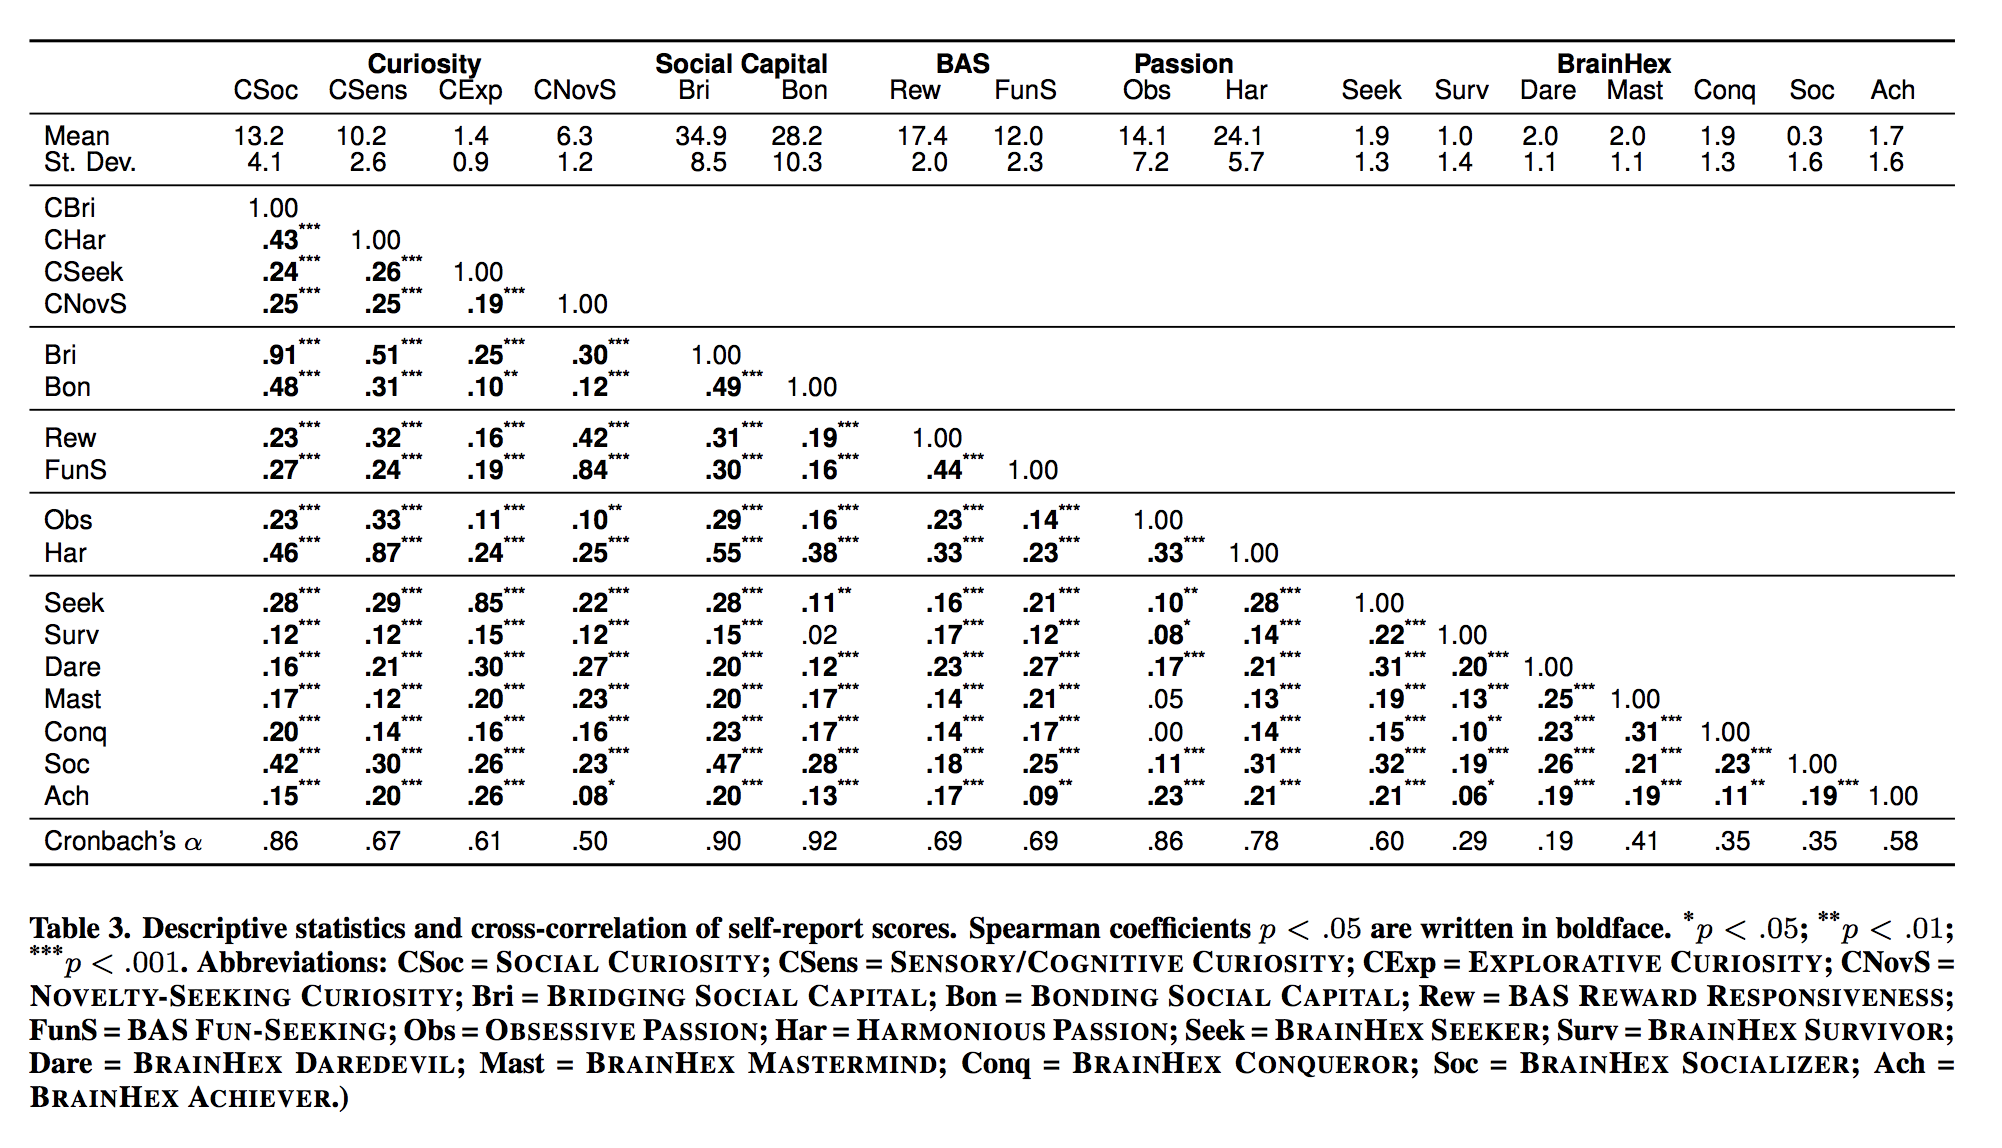 Curiosity Social Capital BAS Passion BrainHex
CSoc CSens CExp CNovS Bri Bon Rew FunS Obs Har Seek Surv Dare Mast Conq Soc Ach
Mean 13.2 10.2 1.4 6.3 34.9 28.2 17.4 12.0 14.1 24.1 1.9 1.0 2.0 2.0 1.9 0.3 1.7
St. Dev. 4.1 2.6 0.9 1.2 8.5 10.3 2.0 2.3 7.2 5.7 1.3 1.4 1.1 1.1 1.3 1.6 1.6
CBri 1.00
CHar .43*** 1.00
CSeek .24*** .26*** 1.00
CNovS .25*** .25*** .19*** 1.00
Bri .91*** .51*** .25*** .30*** 1.00
Bon .48*** .31*** .10** .12*** .49*** 1.00
Rew .23*** .32*** .16*** .42*** .31*** .19*** 1.00
FunS .27*** .24*** .19*** .84*** .30*** .16*** .44*** 1.00
Obs .23*** .33*** .11*** .10** .29*** .16*** .23*** .14*** 1.00
Har .46*** .87*** .24*** .25*** .55*** .38*** .33*** .23*** .33*** 1.00
Seek .28*** .29*** .85*** .22*** .28*** .11** .16*** .21*** .10** .28*** 1.00
Surv .12*** .12*** .15*** .12*** .15*** .02 .17*** .12*** .08* .14*** .22*** 1.00
Dare .16*** .21*** .30*** .27*** .20*** .12*** .23*** .27*** .17*** .21*** .31*** .20*** 1.00
Mast .17*** .12*** .20*** .23*** .20*** .17*** .14*** .21*** .05 .13*** .19*** .13*** .25*** 1.00
Conq .20*** .14*** .16*** .16*** .23*** .17*** .14*** .17*** .00 .14*** .15*** .10** .23*** .31*** 1.00
Soc .42*** .30*** .26*** .23*** .47*** .28*** .18*** .25*** .11*** .31*** .32*** .19*** .26*** .21*** .23*** 1.00
Ach .15*** .20*** .26*** .08* .20*** .13*** .17*** .09** .23*** .21*** .21*** .06* .19*** .19*** .11** .19*** 1.00
Cronbach's α .86 .67 .61 .50 .90 .92 .69 .69 .86 .78 .60 .29 .19 .41 .35 .35 .58
Table 3. Descriptive statistics and cross-correlation of self-report scores. Spearman coefficients p < .05 are written in boldface. *p < .05; **p < .01;
***p < .001. Abbreviations: CSoc = SOCIAL CURIOSITY; CSens = SENSORY/COGNITIVE CURIOSITY; CExp = EXPLORATIVE CURIOSITY; CNovS =
NOVELTY-SEEKING CURIOSITY; Bri = BRIDGING SOCIAL CAPITAL; Bon = BONDING SOCIAL CAPITAL; Rew = BAS REWARD RESPONSIVENESS;
FunS = BAS FUN-SEEKING; Obs = OBSESSIVE PASSION; Har = HARMONIOUS PASSION; Seek = BRAINHEX SEEKER; Surv = BRAINHEX SURVIVOR;
Dare = BRAINHEX DAREDEVIL; Mast = BRAINHEX MASTERMIND; Conq = BRAINHEX CONQUEROR; Soc = BRAINHEX SOCIALIZER; Ach =
BRAINHEX ACHIEVER.)